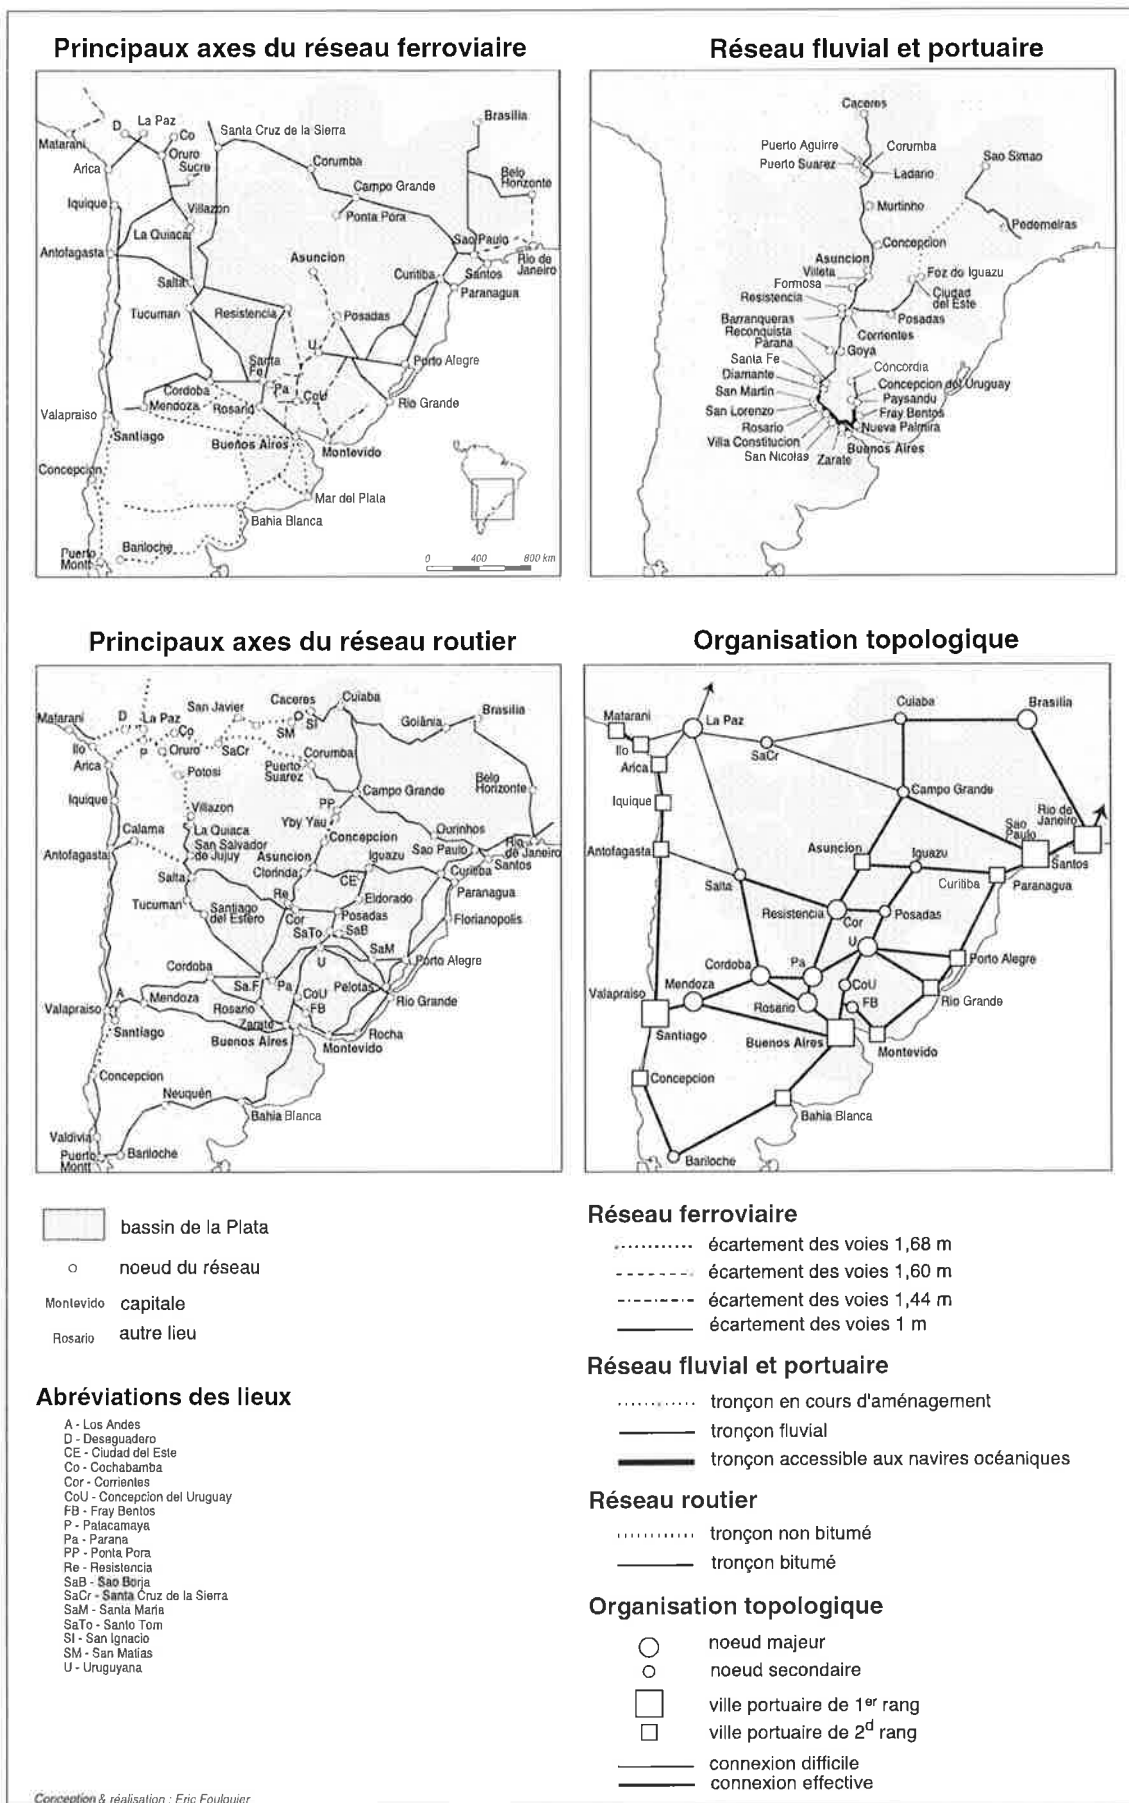 Principaux axes du réseau ferroviaire
Matarani
D
La Paz
Co
Santa Cruz de la Sierra
Brasilia
Arica
Oruro
Sucre
Corumba
Belo
Horizonte
Iquique
Villazon
Campo Grande
Ponta Póra
La Quiaca
Antofagasta
Asuncion
Sao Paulo
Rio de
Janeiro
Salta
Curitiba
Santos
Paranagua
Tucuman
Resistencia
Posadas
U
Santa
Fe
Porto Alegre
Pa
Cordoba
CoU
Mendoza
Rosario
Rio Grande
Valapraiso
Santiago
Buenos Aires
Montevido
Concepcion
Mar del Plata
Bahia Blanca
Puerto
Montt
Bariloche
0 400 800 km
Réseau fluvial et portuaire
Caceres
Puerto Aguirre
Corumba
Puerto Suarez
Ladario
Sao Simao
Murtinho
Pedemeiras
Concepcion
Asuncion
Villeta
Foz do Iguazu
Formosa
Ciudad
del Este
Resistencia
Barranqueras
Posadas
Reconquista
Corrientes
Parana
Goya
Santa Fe
Concordia
Diamante
Concepcion del Uruguay
San Martin
Paysandu
San Lorenzo
Fray Bentos
Rosario
Nueva Palmira
Villa Constitucion
Buenos Aires
San Nicolas
Zarate
Principaux axes du réseau routier
Matarani
D
La Paz
San Javier
Caceres
Cuiaba
Co
SI
SM
Goiânia
Brasilia
Ilo
P
Oruro
SaCr
Corumba
Arica
Potosi
Puerto
Suarez
Belo
Horizonte
Iquique
Villazon
Campo Grande
PP
Yby Yau
Calama
La Quiaca
Concepcion
Ourinhos
San Salvador
de Jujuy
Sao Paulo
Rio
de Janeiro
Antofagasta
Asuncion
Iguazu
Santos
Clorinda
Curitiba
Salta
CE
Paranagua
Re
Eldorado
Tucuman
Santiago
del Estero
Cor
Posadas
Florianopolis
SaTo
SaB
SaM
U
Porto Alegre
Cordoba
Sa.F
Pa
Pelotas
CoU
A
Mendoza
Rosario
FB
Rio Grande
Valapraiso
Zarate
Santiago
Buenos Aires
Rocha
Montevido
Concepcion
Neuquén
Bahia Blanca
Valdivia
Puerto
Montt
Bariloche
Organisation topologique
Matarani
La Paz
Cuiaba
Brasilia
Ilo
SaCr
Arica
Campo Grande
Iquique
Rio de
Janeiro
Sao
Paulo
Antofagasta
Asuncion
Iguazu
Santos
Salta
Curitiba
Paranagua
Resistencia
Cor
Posadas
U
Cordoba
Pa
Porto Alegre
Mendoza
CoU
Valapraiso
Rosario
FB
Rio Grande
Santiago
Buenos Aires
Montevido
Concepcion
Bahia Blanca
Bariloche
bassin de la Plata
noeud du réseau
Montevido capitale
Rosario autre lieu
Abréviations des lieux
A - Los Andes
D - Deseguadero
CE - Ciudad del Este
Co - Cochabamba
Cor - Corrientes
CoU - Concepcion del Uruguay
FB - Fray Bentos
P - Patacamaya
Pa - Parana
PP - Ponta Pora
Re - Resistencia
SaB - Sao Borja
SaCr - Santa Cruz de la Sierra
SaM - Santa Maria
SaTo - Santo Tom
SI - San Ignacio
SM - San Matias
U - Uruguyana
Réseau ferroviaire
écartement des voies 1,68 m
écartement des voies 1,60 m
écartement des voies 1,44 m
écartement des voies 1 m
Réseau fluvial et portuaire
tronçon en cours d'aménagement
tronçon fluvial
tronçon accessible aux navires océaniques
Réseau routier
tronçon non bitumé
tronçon bitumé
Organisation topologique
noeud majeur
noeud secondaire
ville portuaire de 1er rang
ville portuaire de 2d rang
connexion difficile
connexion effective
Conception & réalisation : Eric Foulquier